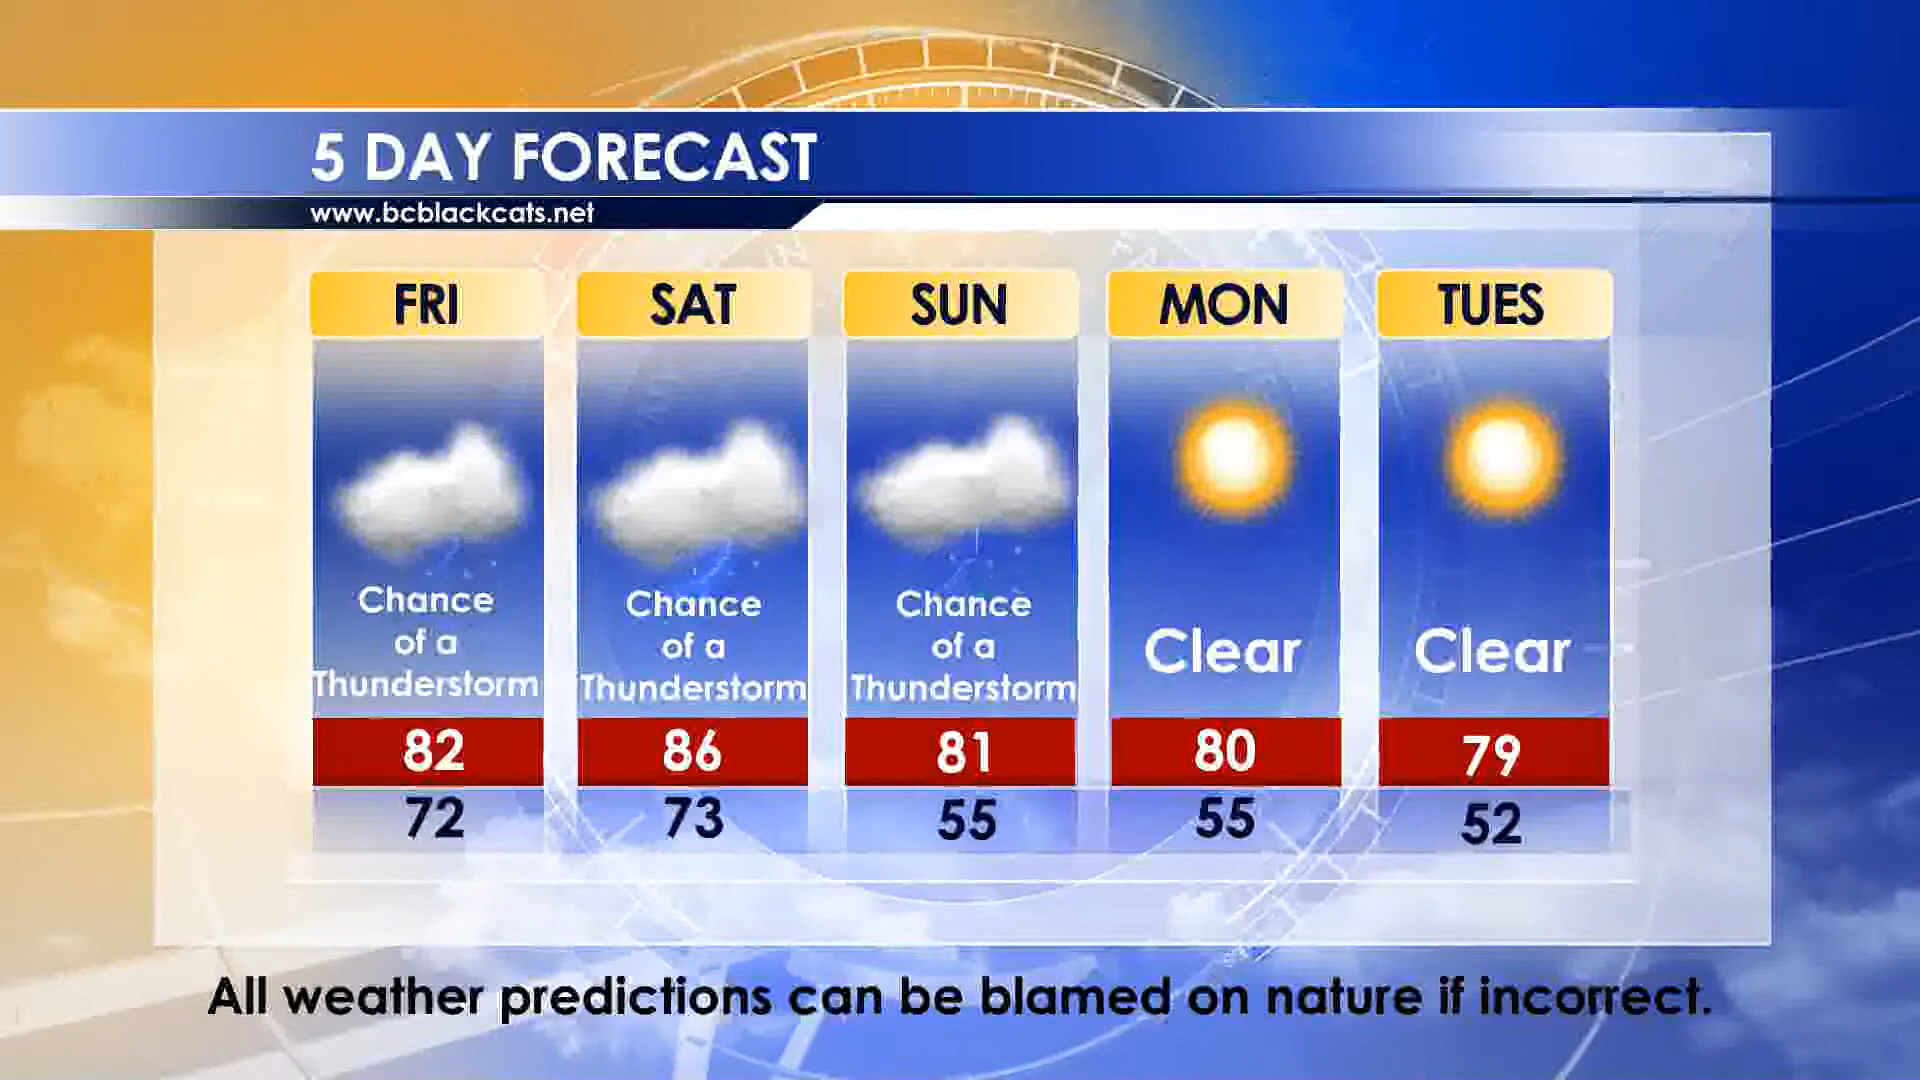 5 DAY FORECAST
www.bcblackcats.net
FRI
Chance
of a
Thunderstorm
82
72
SAT
Chance
of a
Thunderstorm
86
73
SUN
Chance
of a
Thunderstorm
81
55
MON
Clear
80
55
TUES
Clear
79
52
All weather predictions can be blamed on nature if incorrect.